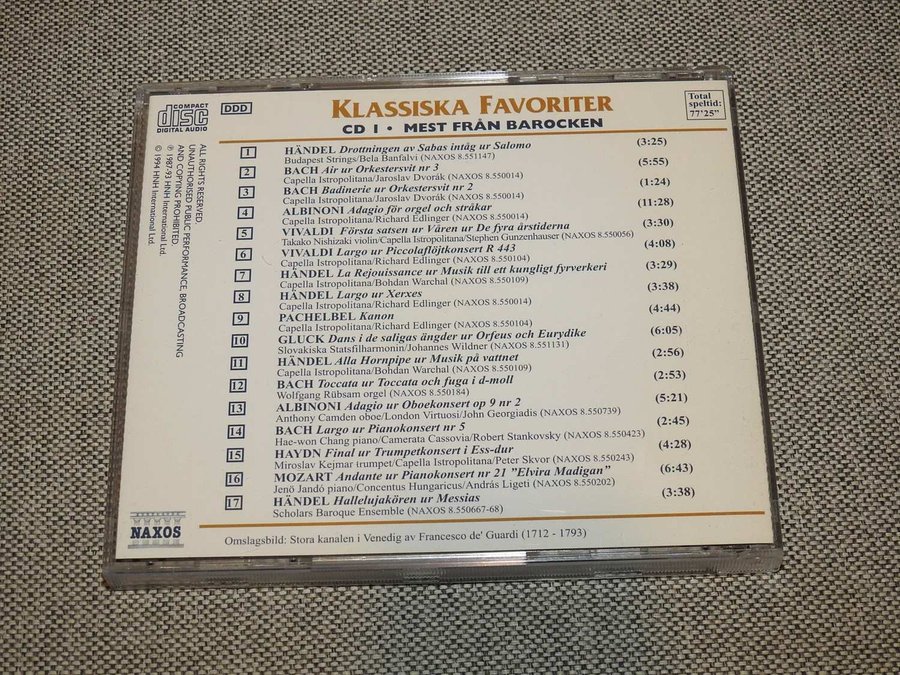 COMPACT
disc
DIGITAL AUDIO
DDD
KLASSISKA FAVORITER
CD 1 • MEST FRÅN BAROCKEN
Total
speltid:
77'25"
1 HÄNDEL Drottningen av Sabas intåg ur Salomo (3:25)
Budapest Strings/Bela Banfalvi (NAXOS 8.551147)
2 BACH Air ur Orkestersvit nr 3 (5:55)
Capella Istropolitana/Jaroslav Dvorák (NAXOS 8.550014)
3 BACH Badinerie ur Orkestersvit nr 2 (1:24)
Capella Istropolitana/Jaroslav Dvorák (NAXOS 8.550014)
4 ALBINONI Adagio för orgel och stråkar (11:28)
Capella Istropolitana/Richard Edlinger (NAXOS 8.550014)
5 VIVALDI Första satsen ur Våren ur De fyra årstiderna (3:30)
Takako Nishizaki violin/Capella Istropolitana/Stephen Gunzenhauser (NAXOS 8.550056)
6 VIVALDI Largo ur Piccolaflöjtkonsert R 443 (4:08)
Capella Istropolitana/Richard Edlinger (NAXOS 8.550104)
7 HÄNDEL La Rejouissance ur Musik till ett kungligt fyrverkeri (3:29)
Capella Istropolitana/Bohdan Warchal (NAXOS 8.550109)
8 HÄNDEL Largo ur Xerxes (3:38)
Capella Istropolitana/Richard Edlinger (NAXOS 8.550014)
9 PACHELBEL Kanon (4:44)
Capella Istropolitana/Richard Edlinger (NAXOS 8.550104)
10 GLUCK Dans i de saligas ängder ur Orfeus och Eurydike (6:05)
Slovakiska Statsfilharmonin/Johannes Wildner (NAXOS 8.551131)
11 HÄNDEL Alla Hornpipe ur Musik på vattnet (2:56)
Capella Istropolitana/Bohdan Warchal (NAXOS 8.550109)
12 BACH Toccata ur Toccata och fuga i d-moll (2:53)
Wolfgang Rübsam orgel (NAXOS 8.550184)
13 ALBINONI Adagio ur Oboekonsert op 9 nr 2 (5:21)
Anthony Camden oboe/London Virtuosi/John Georgiadis (NAXOS 8.550739)
14 BACH Largo ur Pianokonsert nr 5 (2:45)
Hae-won Chang piano/Camerata Cassovia/Robert Stankovsky (NAXOS 8.550423)
15 HAYDN Final ur Trumpetkonsert i Ess-dur (4:28)
Miroslav Kejmar trumpet/Capella Istropolitana/Peter Skvor (NAXOS 8.550243)
16 MOZART Andante ur Pianokonsert nr 21 "Elvira Madigan" (6:43)
Jenö Jandó piano/Concentus Hungaricus/András Ligeti (NAXOS 8.550202)
17 HÄNDEL Hallelujakören ur Messias (3:38)
Scholars Baroque Ensemble (NAXOS 8.550667-68)
Omslagsbild: Stora kanalen i Venedig av Francesco de' Guardi (1712 - 1793)
NAXOS
ALL RIGHTS RESERVED.
UNAUTHORISED PUBLIC PERFORMANCE, BROADCASTING
AND COPYING PROHIBITED.
℗ 1987-93 HNH International Ltd.
© 1994 HNH International Ltd.